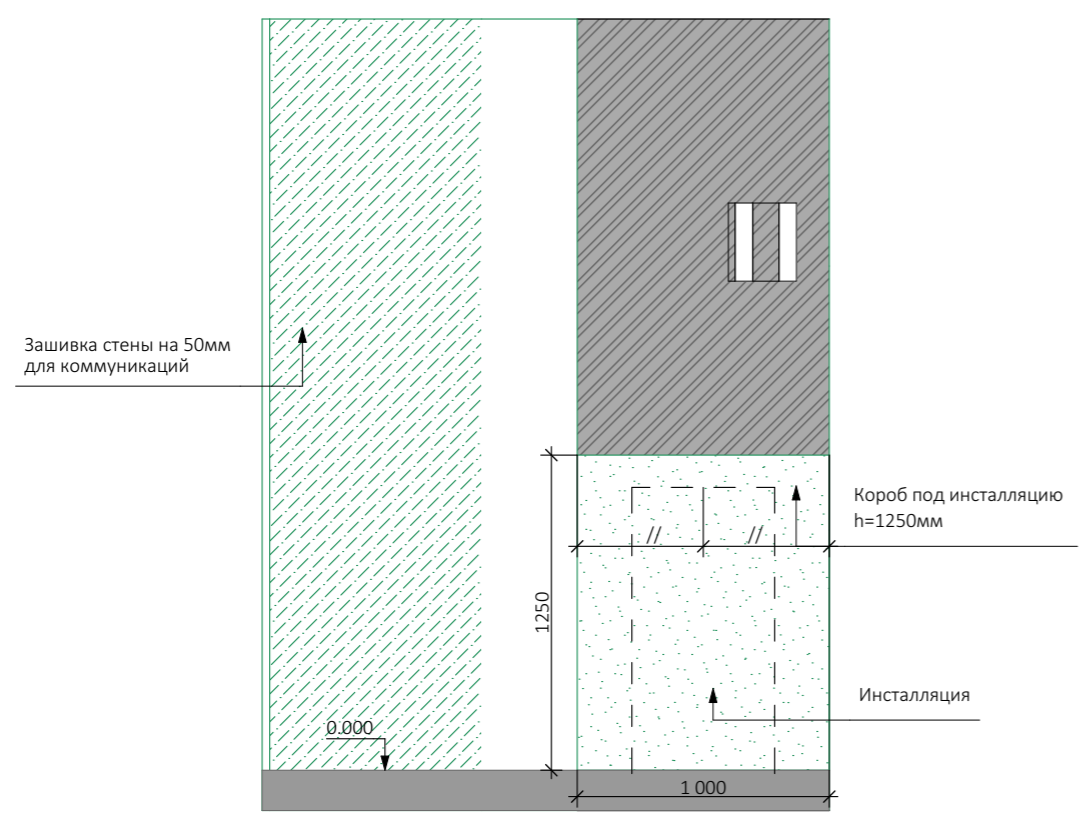 Зашивка стены на 50мм
для коммуникаций
Короб под инсталляцию
h=1250мм
1250
Инсталляция
0.000
1 000